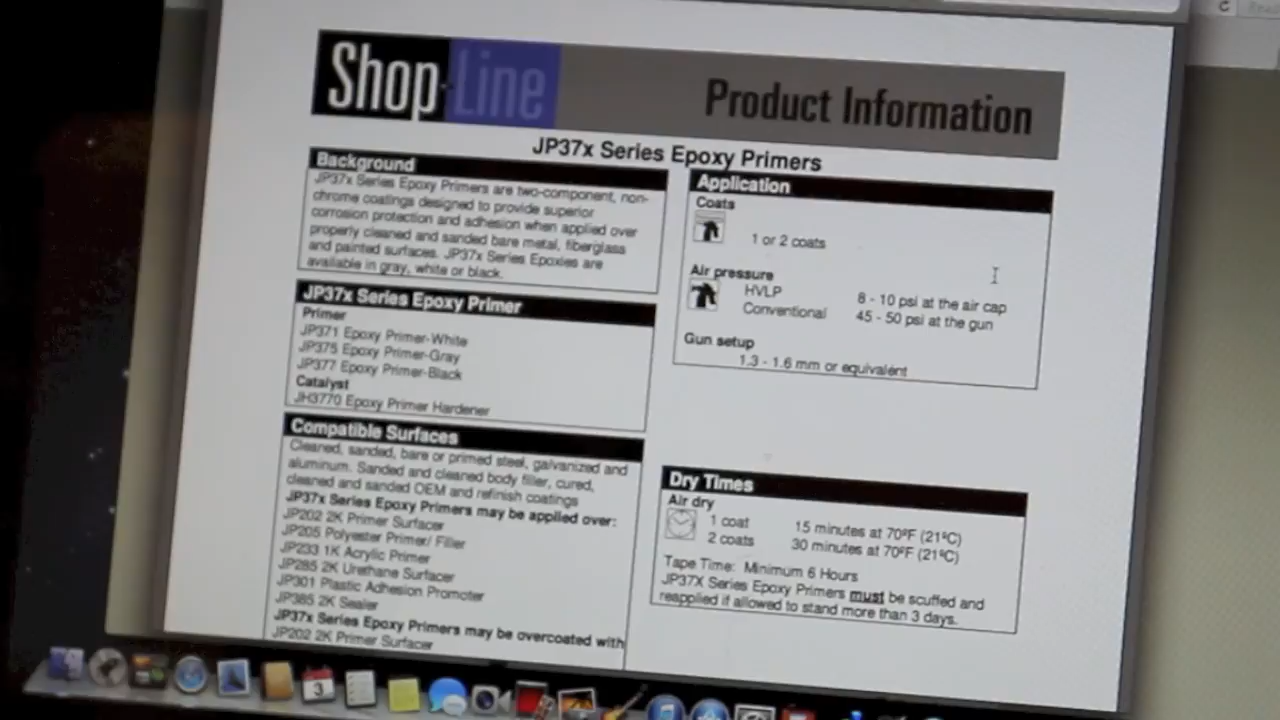 Shop-Line
Product Information
JP37x Series Epoxy Primers
Background
JP37x Series Epoxy Primers are two-component, non-
chrome coatings designed to provide superior
corrosion protection and adhesion when applied over
properly cleaned and sanded bare metal, fiberglass
and painted surfaces. JP37x Series Epoxies are
available in gray, white or black.
JP37x Series Epoxy Primer
Primer
JP371 Epoxy Primer-White
JP375 Epoxy Primer-Gray
JP377 Epoxy Primer-Black
Catalyst
JH3770 Epoxy Primer Hardener
Compatible Surfaces
Cleaned, sanded, bare or primed steel, galvanized and
aluminum. Sanded and cleaned body filler, cured,
cleaned and sanded OEM and refinish coatings
JP37x Series Epoxy Primers may be applied over:
JP202 2K Primer Surfacer
JP205 Polyester Primer/ Filler
JP233 1K Acrylic Primer
JP285 2K Urethane Surfacer
JP301 Plastic Adhesion Promoter
JP385 2K Sealer
JP37x Series Epoxy Primers may be overcoated with
JP202 2K Primer Surfacer
Application
Coats
1 or 2 coats
Air pressure
HVLP 8 - 10 psi at the air cap
Conventional 45 - 50 psi at the gun
Gun setup
1.3 - 1.6 mm or equivalent
Dry Times
Air dry
1 coat 15 minutes at 70ºF (21ºC)
2 coats 30 minutes at 70ºF (21ºC)
Tape Time: Minimum 6 Hours
JP37X Series Epoxy Primers must be scuffed and
reapplied if allowed to stand more than 3 days.
3